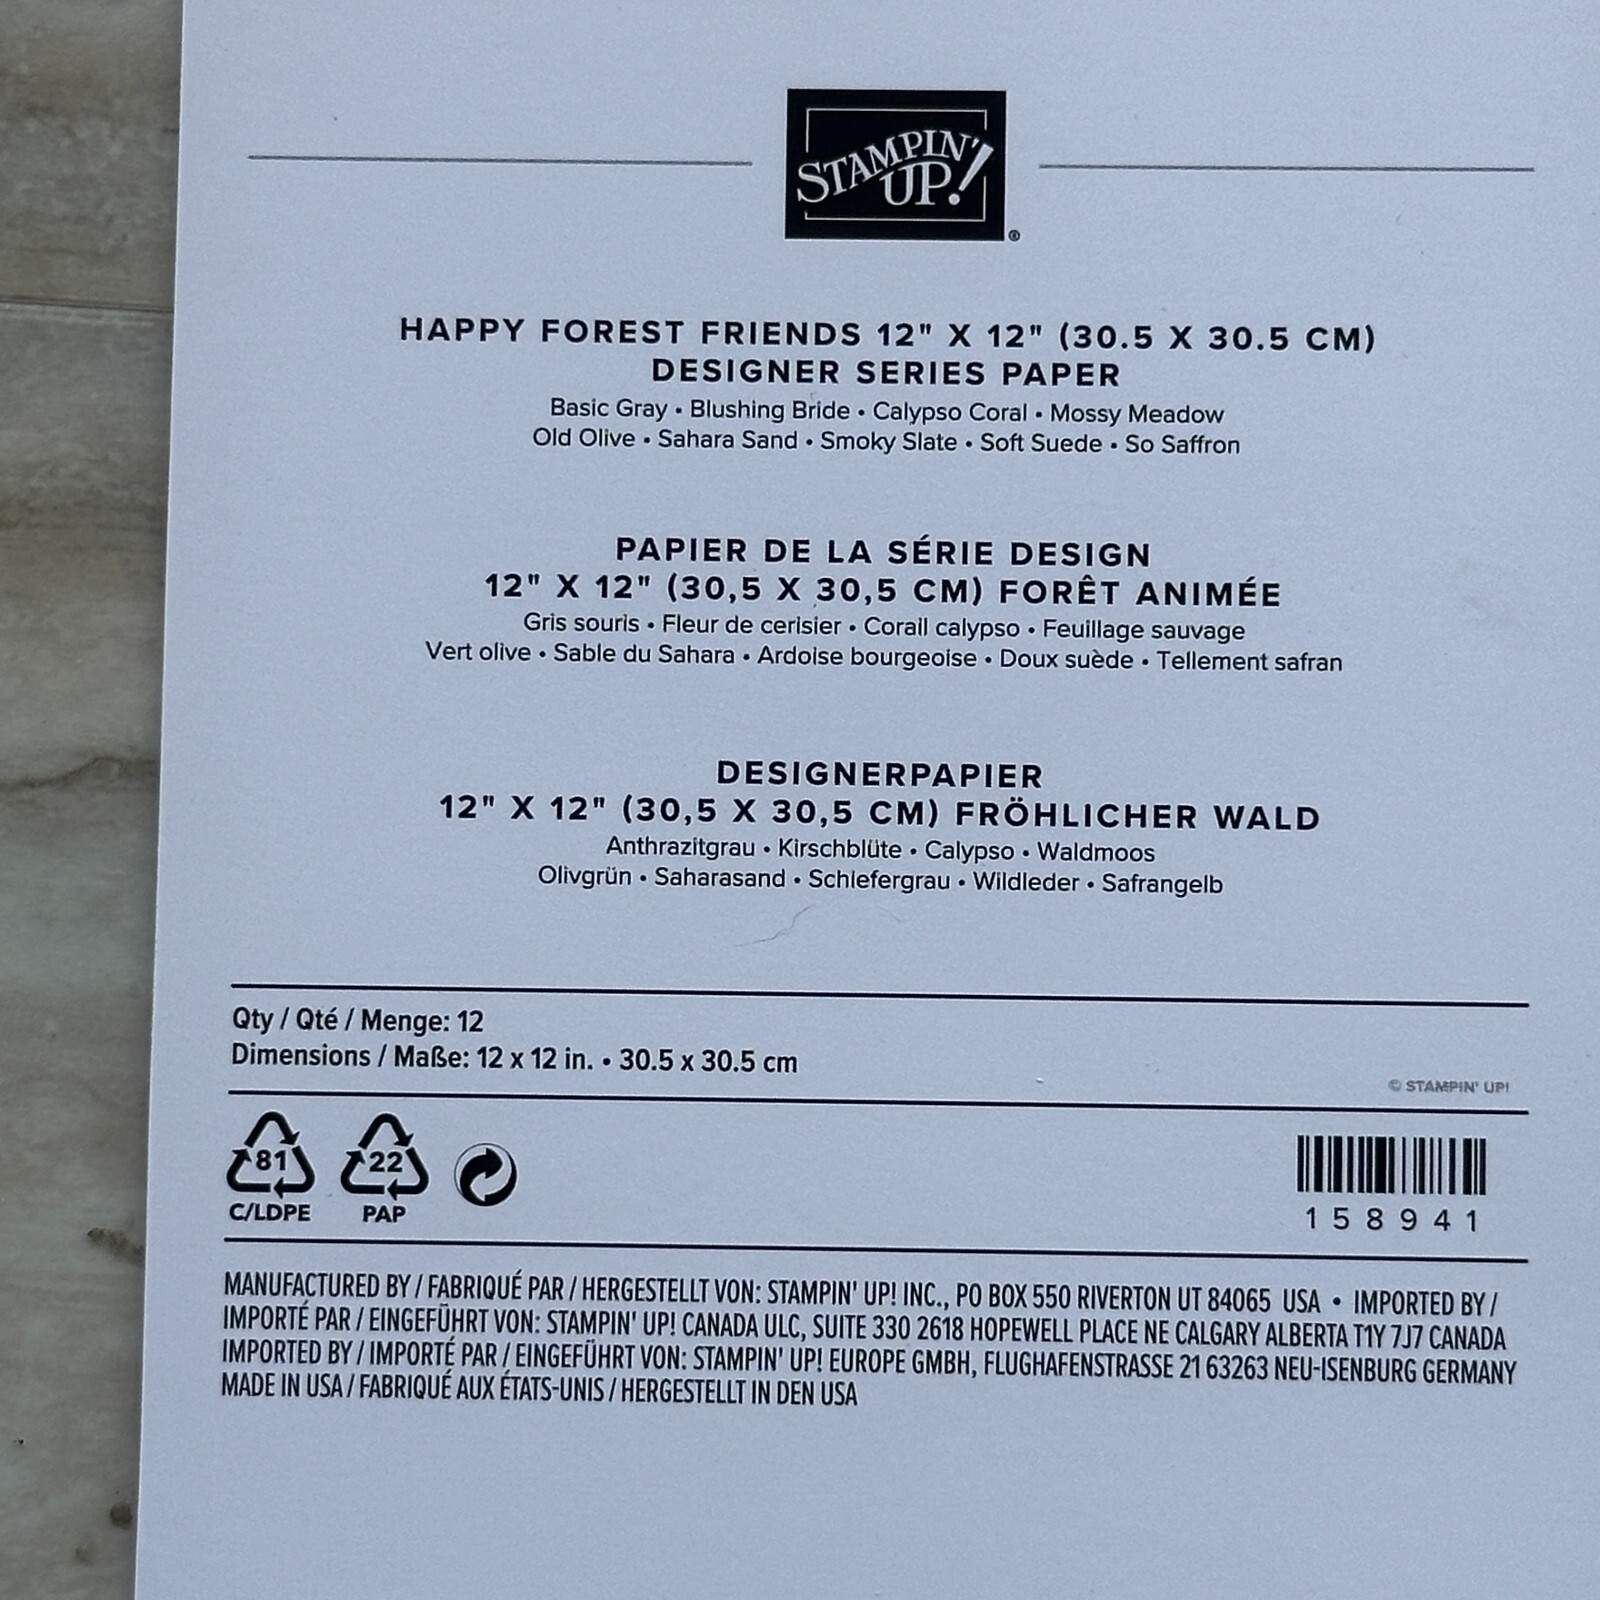 STAMPIN' UP!®
HAPPY FOREST FRIENDS 12" X 12" (30.5 X 30.5 CM)
DESIGNER SERIES PAPER
Basic Gray • Blushing Bride • Calypso Coral • Mossy Meadow
Old Olive • Sahara Sand • Smoky Slate • Soft Suede • So Saffron
PAPIER DE LA SÉRIE DESIGN
12" X 12" (30,5 X 30,5 CM) FORÊT ANIMÉE
Gris souris • Fleur de cerisier • Corail calypso • Feuillage sauvage
Vert olive • Sable du Sahara • Ardoise bourgeoise • Doux suède • Tellement safran
DESIGNERPAPIER
12" X 12" (30,5 X 30,5 CM) FRÖHLICHER WALD
Anthrazitgrau • Kirschblüte • Calypso • Waldmoos
Olivgrün • Saharasand • Schiefergrau • Wildleder • Safrangelb
Qty / Qté / Menge: 12
Dimensions / Maße: 12 x 12 in. • 30.5 x 30.5 cm
© STAMPIN' UP!
81 22
C/LDPE PAP
158941
MANUFACTURED BY / FABRIQUÉ PAR / HERGESTELLT VON: STAMPIN' UP! INC., PO BOX 550 RIVERTON UT 84065 USA • IMPORTED BY /
IMPORTÉ PAR / EINGEFÜHRT VON: STAMPIN' UP! CANADA ULC, SUITE 330 2618 HOPEWELL PLACE NE CALGARY ALBERTA T1Y 7J7 CANADA
IMPORTED BY / IMPORTÉ PAR / EINGEFÜHRT VON: STAMPIN' UP! EUROPE GMBH, FLUGHAFENSTRASSE 21 63263 NEU-ISENBURG GERMANY
MADE IN USA / FABRIQUÉ AUX ÉTATS-UNIS / HERGESTELLT IN DEN USA